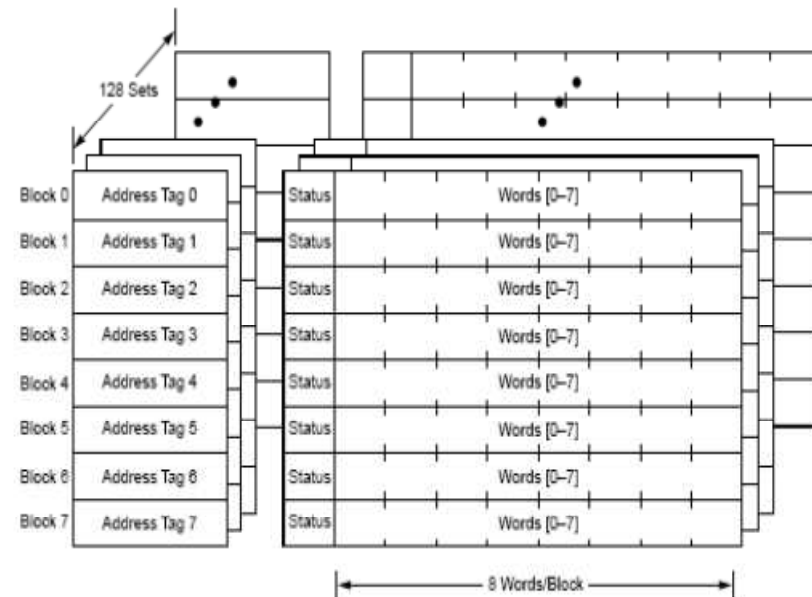 128 Sets
Block 0 Address Tag 0 Status Words [0–7]
Block 1 Address Tag 1 Status Words [0–7]
Block 2 Address Tag 2 Status Words [0–7]
Block 3 Address Tag 3 Status Words [0–7]
Block 4 Address Tag 4 Status Words [0–7]
Block 5 Address Tag 5 Status Words [0–7]
Block 6 Address Tag 6 Status Words [0–7]
Block 7 Address Tag 7 Status Words [0–7]
8 Words/Block